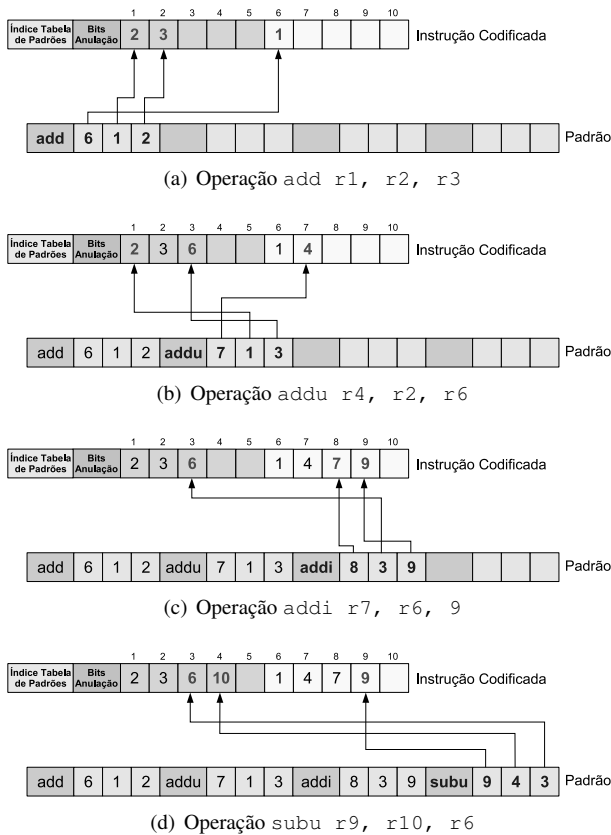 1 2 3 4 5 6 7 8 9 10
Índice Tabela de Padrões Bits Anulação 2 3 1 Instrução Codificada
add 6 1 2 Padrão
(a) Operação add r1, r2, r3
1 2 3 4 5 6 7 8 9 10
Índice Tabela de Padrões Bits Anulação 2 3 6 1 4 Instrução Codificada
add 6 1 2 addu 7 1 3 Padrão
(b) Operação addu r4, r2, r6
1 2 3 4 5 6 7 8 9 10
Índice Tabela de Padrões Bits Anulação 2 3 6 1 4 7 9 Instrução Codificada
add 6 1 2 addu 7 1 3 addi 8 3 9 Padrão
(c) Operação addi r7, r6, 9
1 2 3 4 5 6 7 8 9 10
Índice Tabela de Padrões Bits Anulação 2 3 6 10 1 4 7 9 Instrução Codificada
add 6 1 2 addu 7 1 3 addi 8 3 9 subu 9 4 3 Padrão
(d) Operação subu r9, r10, r6